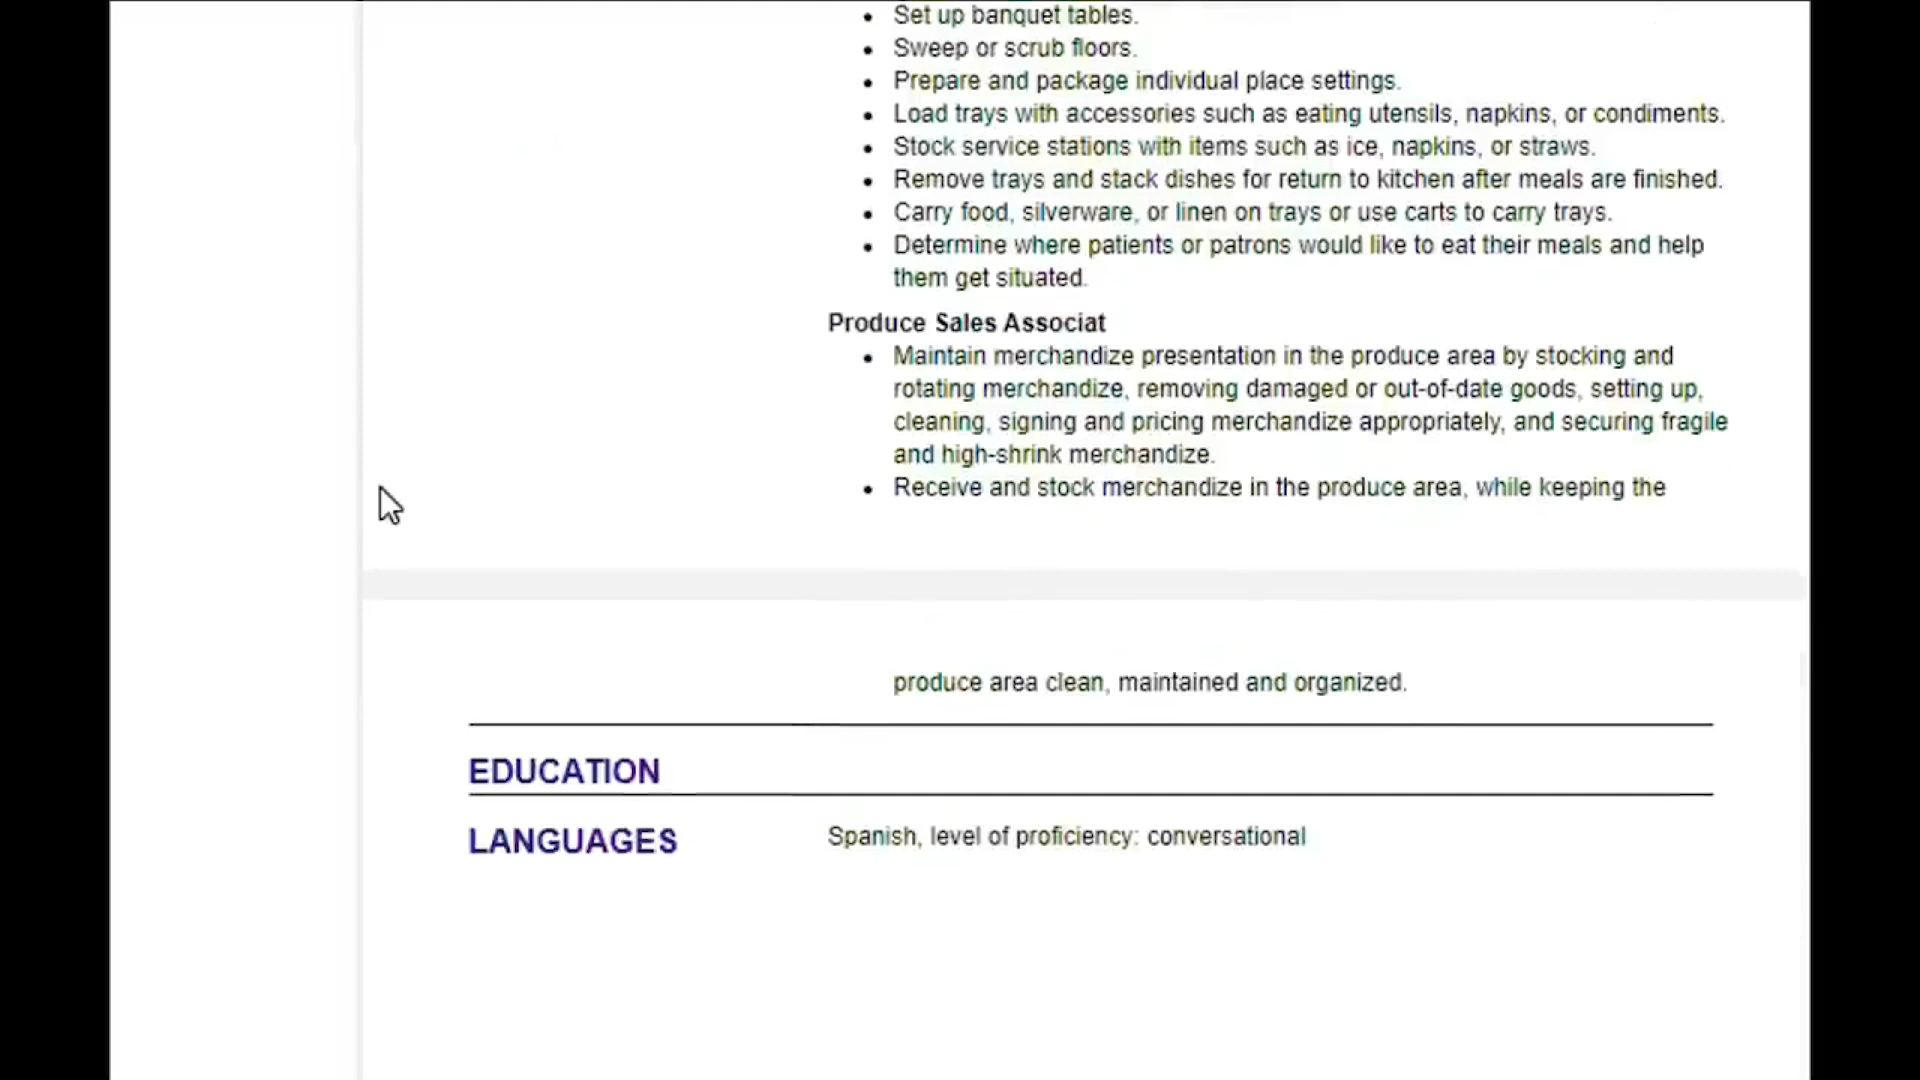 Set up banquet tables.
Sweep or scrub floors.
Prepare and package individual place settings.
Load trays with accessories such as eating utensils, napkins, or condiments.
Stock service stations with items such as ice, napkins, or straws.
Remove trays and stack dishes for return to kitchen after meals are finished.
Carry food, silverware, or linen on trays or use carts to carry trays.
Determine where patients or patrons would like to eat their meals and help
them get situated.
Produce Sales Associat
Maintain merchandize presentation in the produce area by stocking and
rotating merchandize, removing damaged or out-of-date goods, setting up,
cleaning, signing and pricing merchandize appropriately, and securing fragile
and high-shrink merchandize.
Receive and stock merchandize in the produce area, while keeping the
produce area clean, maintained and organized.
EDUCATION
LANGUAGES Spanish, level of proficiency: conversational